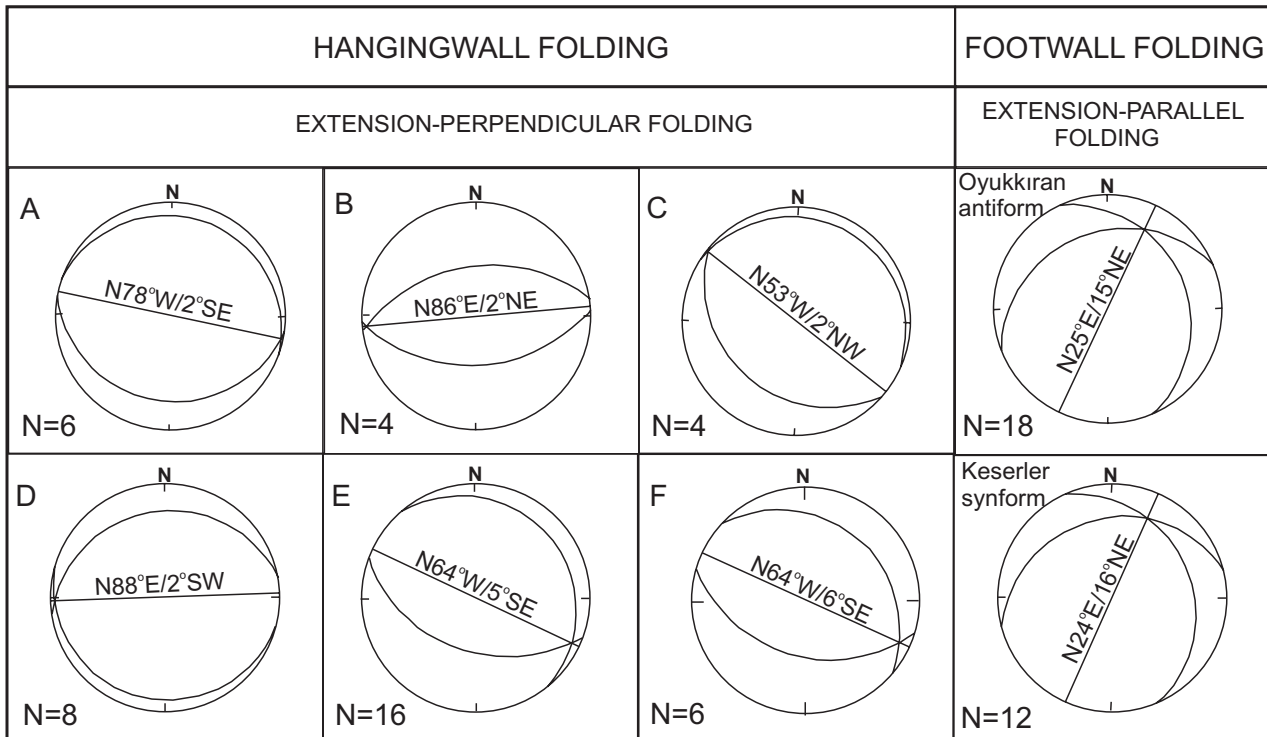 HANGINGWALL FOLDING
FOOTWALL FOLDING
EXTENSION-PERPENDICULAR FOLDING
EXTENSION-PARALLEL
FOLDING
A
N
N78°W/2°SE
N=6
B
N
N86°E/2°NE
N=4
C
N
N53°W/2°NW
N=4
Oyukkıran
antiform
N
N25°E/15°NE
N=18
D
N
N88°E/2°SW
N=8
E
N
N64°W/5°SE
N=16
F
N
N64°W/6°SE
N=6
Keserler
synform
N
N24°E/16°NE
N=12